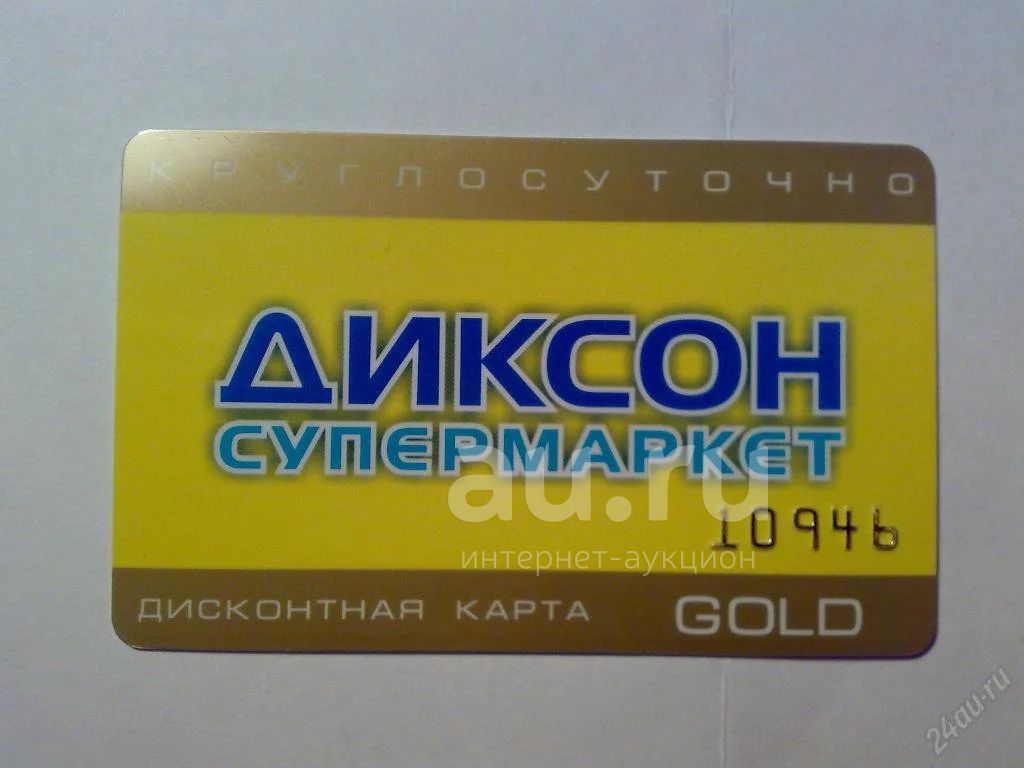 КРУГЛОСУТОЧНО
ДИКСОН
СУПЕРМАРКЕТ
au.ru
10946
интернет-аукцион
ДИСКОНТНАЯ КАРТА GOLD
24au.ru